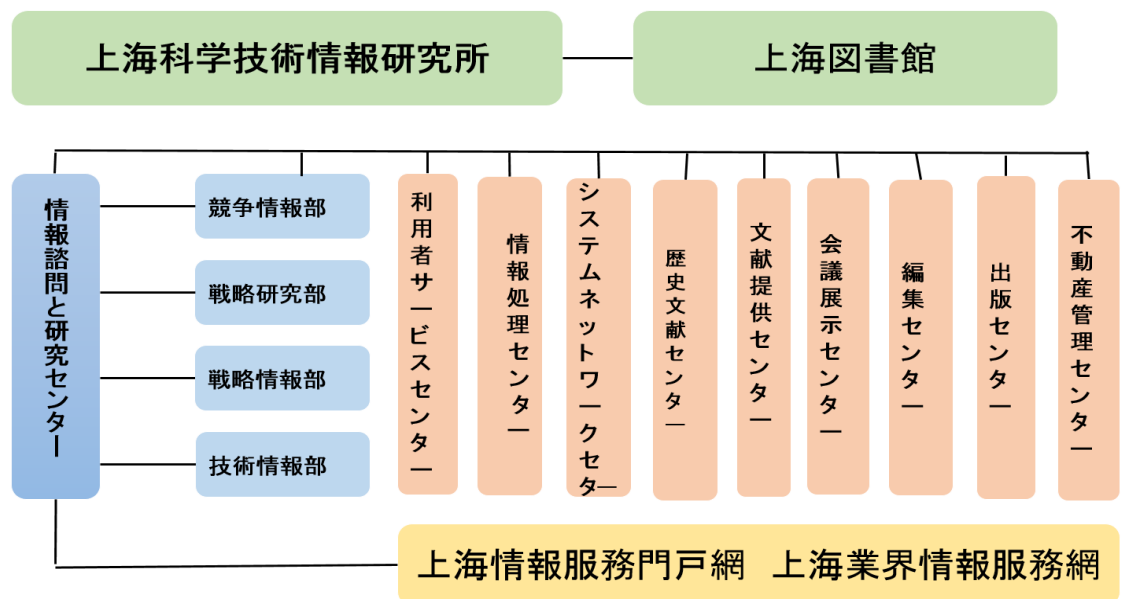 上海科学技術情報研究所
上海図書館
情報諮問と研究センター
競争情報部
戦略研究部
戦略情報部
技術情報部
利用者サービスセンター
情報処理センター
システムネットワークセター
歴史文献センター
文献提供センター
会議展示センター
編集センター
出版センター
不動産管理センター
上海情報服務門戸網 上海業界情報服務網